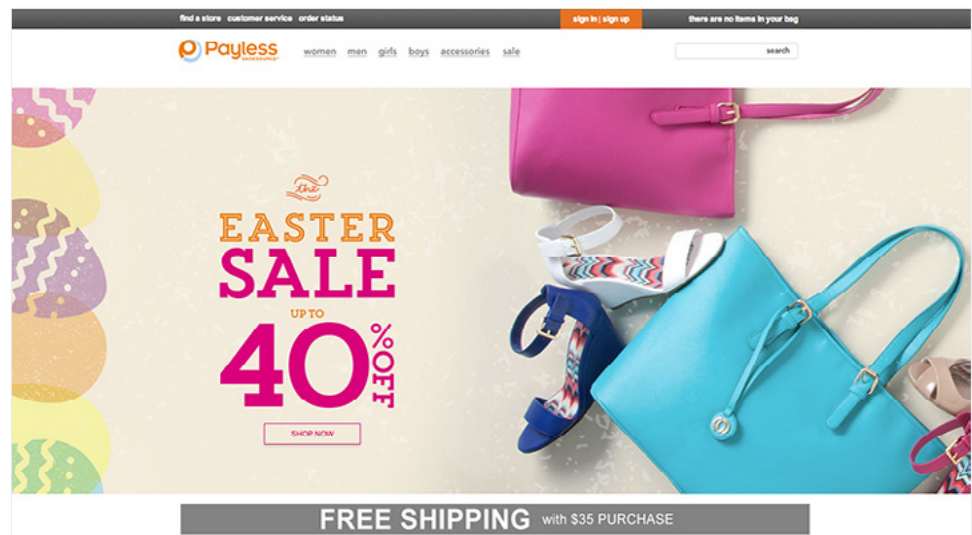 find a store customer service order status sign in | sign up there are no items in your bag
Payless
SHOESOURCE
women men girls boys accessories sale search
the
EASTER
SALE
UP TO
40% OFF
SHOP NOW
FREE SHIPPING with $35 PURCHASE